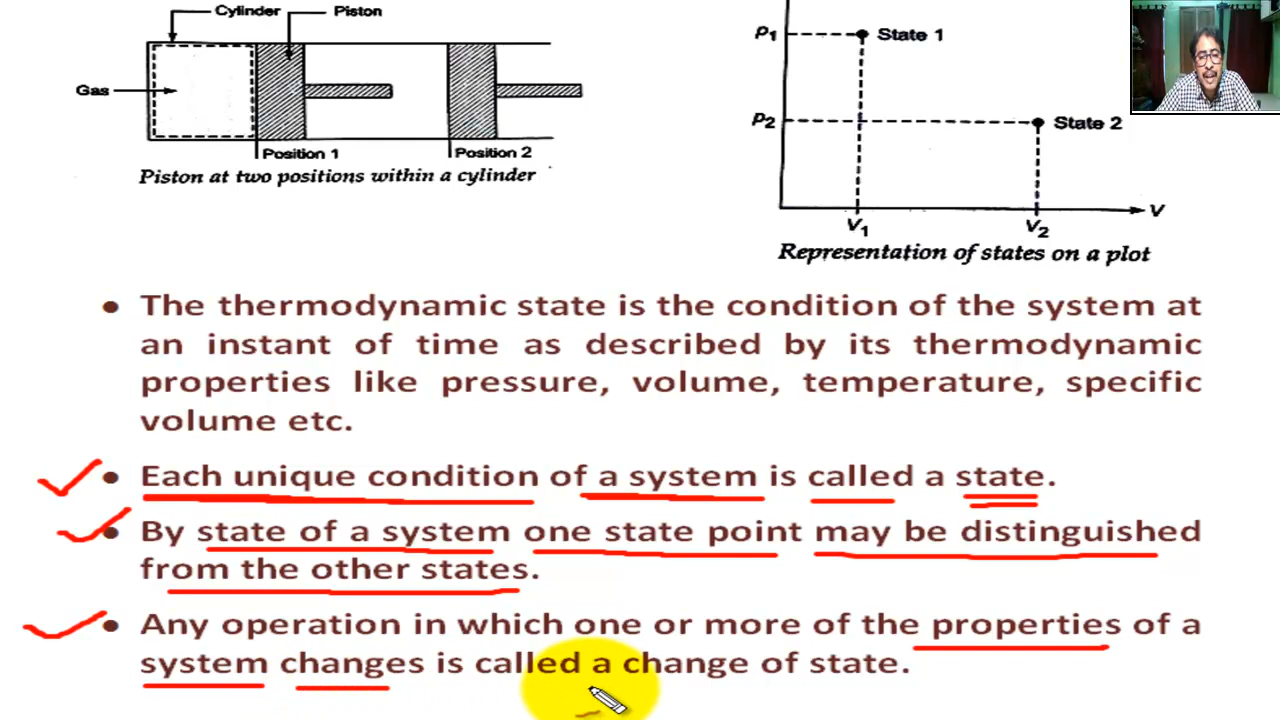 Cylinder
Piston
Gas
Position 1
Position 2
Piston at two positions within a cylinder
P1
State 1
P2
State 2
V1
V2
V
Representation of states on a plot
• The thermodynamic state is the condition of the system at
an instant of time as described by its thermodynamic
properties like pressure, volume, temperature, specific
volume etc.
• Each unique condition of a system is called a state.
• By state of a system one state point may be distinguished
from the other states.
• Any operation in which one or more of the properties of a
system changes is called a change of state.